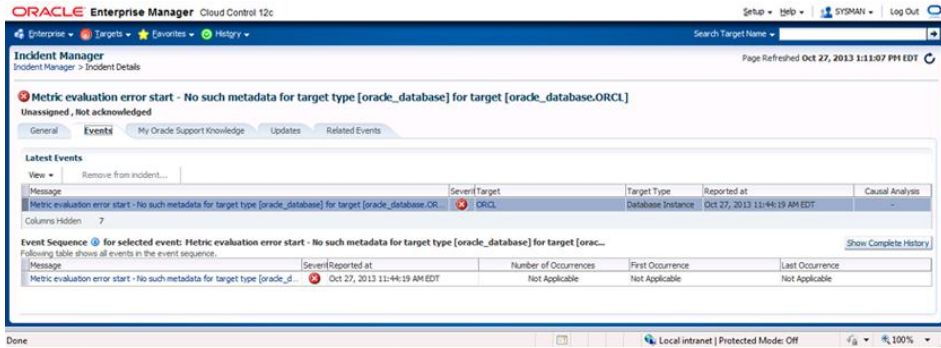 ORACLE Enterprise Manager Cloud Control 12c
Setup Help SYSMAN Log Out
Enterprise Targets Favorites History Search Target Name
Incident Manager
Page Refreshed Oct 27, 2013 1:11:07 PM EDT
Incident Manager > Incident Details
Metric evaluation error start - No such metadata for target type [oracle_database] for target [oracle_database.ORCL]
Unassigned , Not acknowledged
General Events My Oracle Support Knowledge Updates Related Events
Latest Events
View Remove from incident...
Message Severit Target Target Type Reported at Causal Analysis
Metric evaluation error start - No such metadata for target type [oracle_database] for target [oracle_database.OR... ORCL Database Instance Oct 27, 2013 11:44:19 AM EDT -
Columns Hidden 7
Event Sequence for selected event: Metric evaluation error start - No such metadata for target type [oracle_database] for target [orac...
Show Complete History
Following table shows all events in the event sequence.
Message Severit Reported at Number of Occurrences First Occurrence Last Occurrence
Metric evaluation error start - No such metadata for target type [oracle_d... Oct 27, 2013 11:44:19 AM EDT Not Applicable Not Applicable Not Applicable
Done Local intranet | Protected Mode: Off 100%